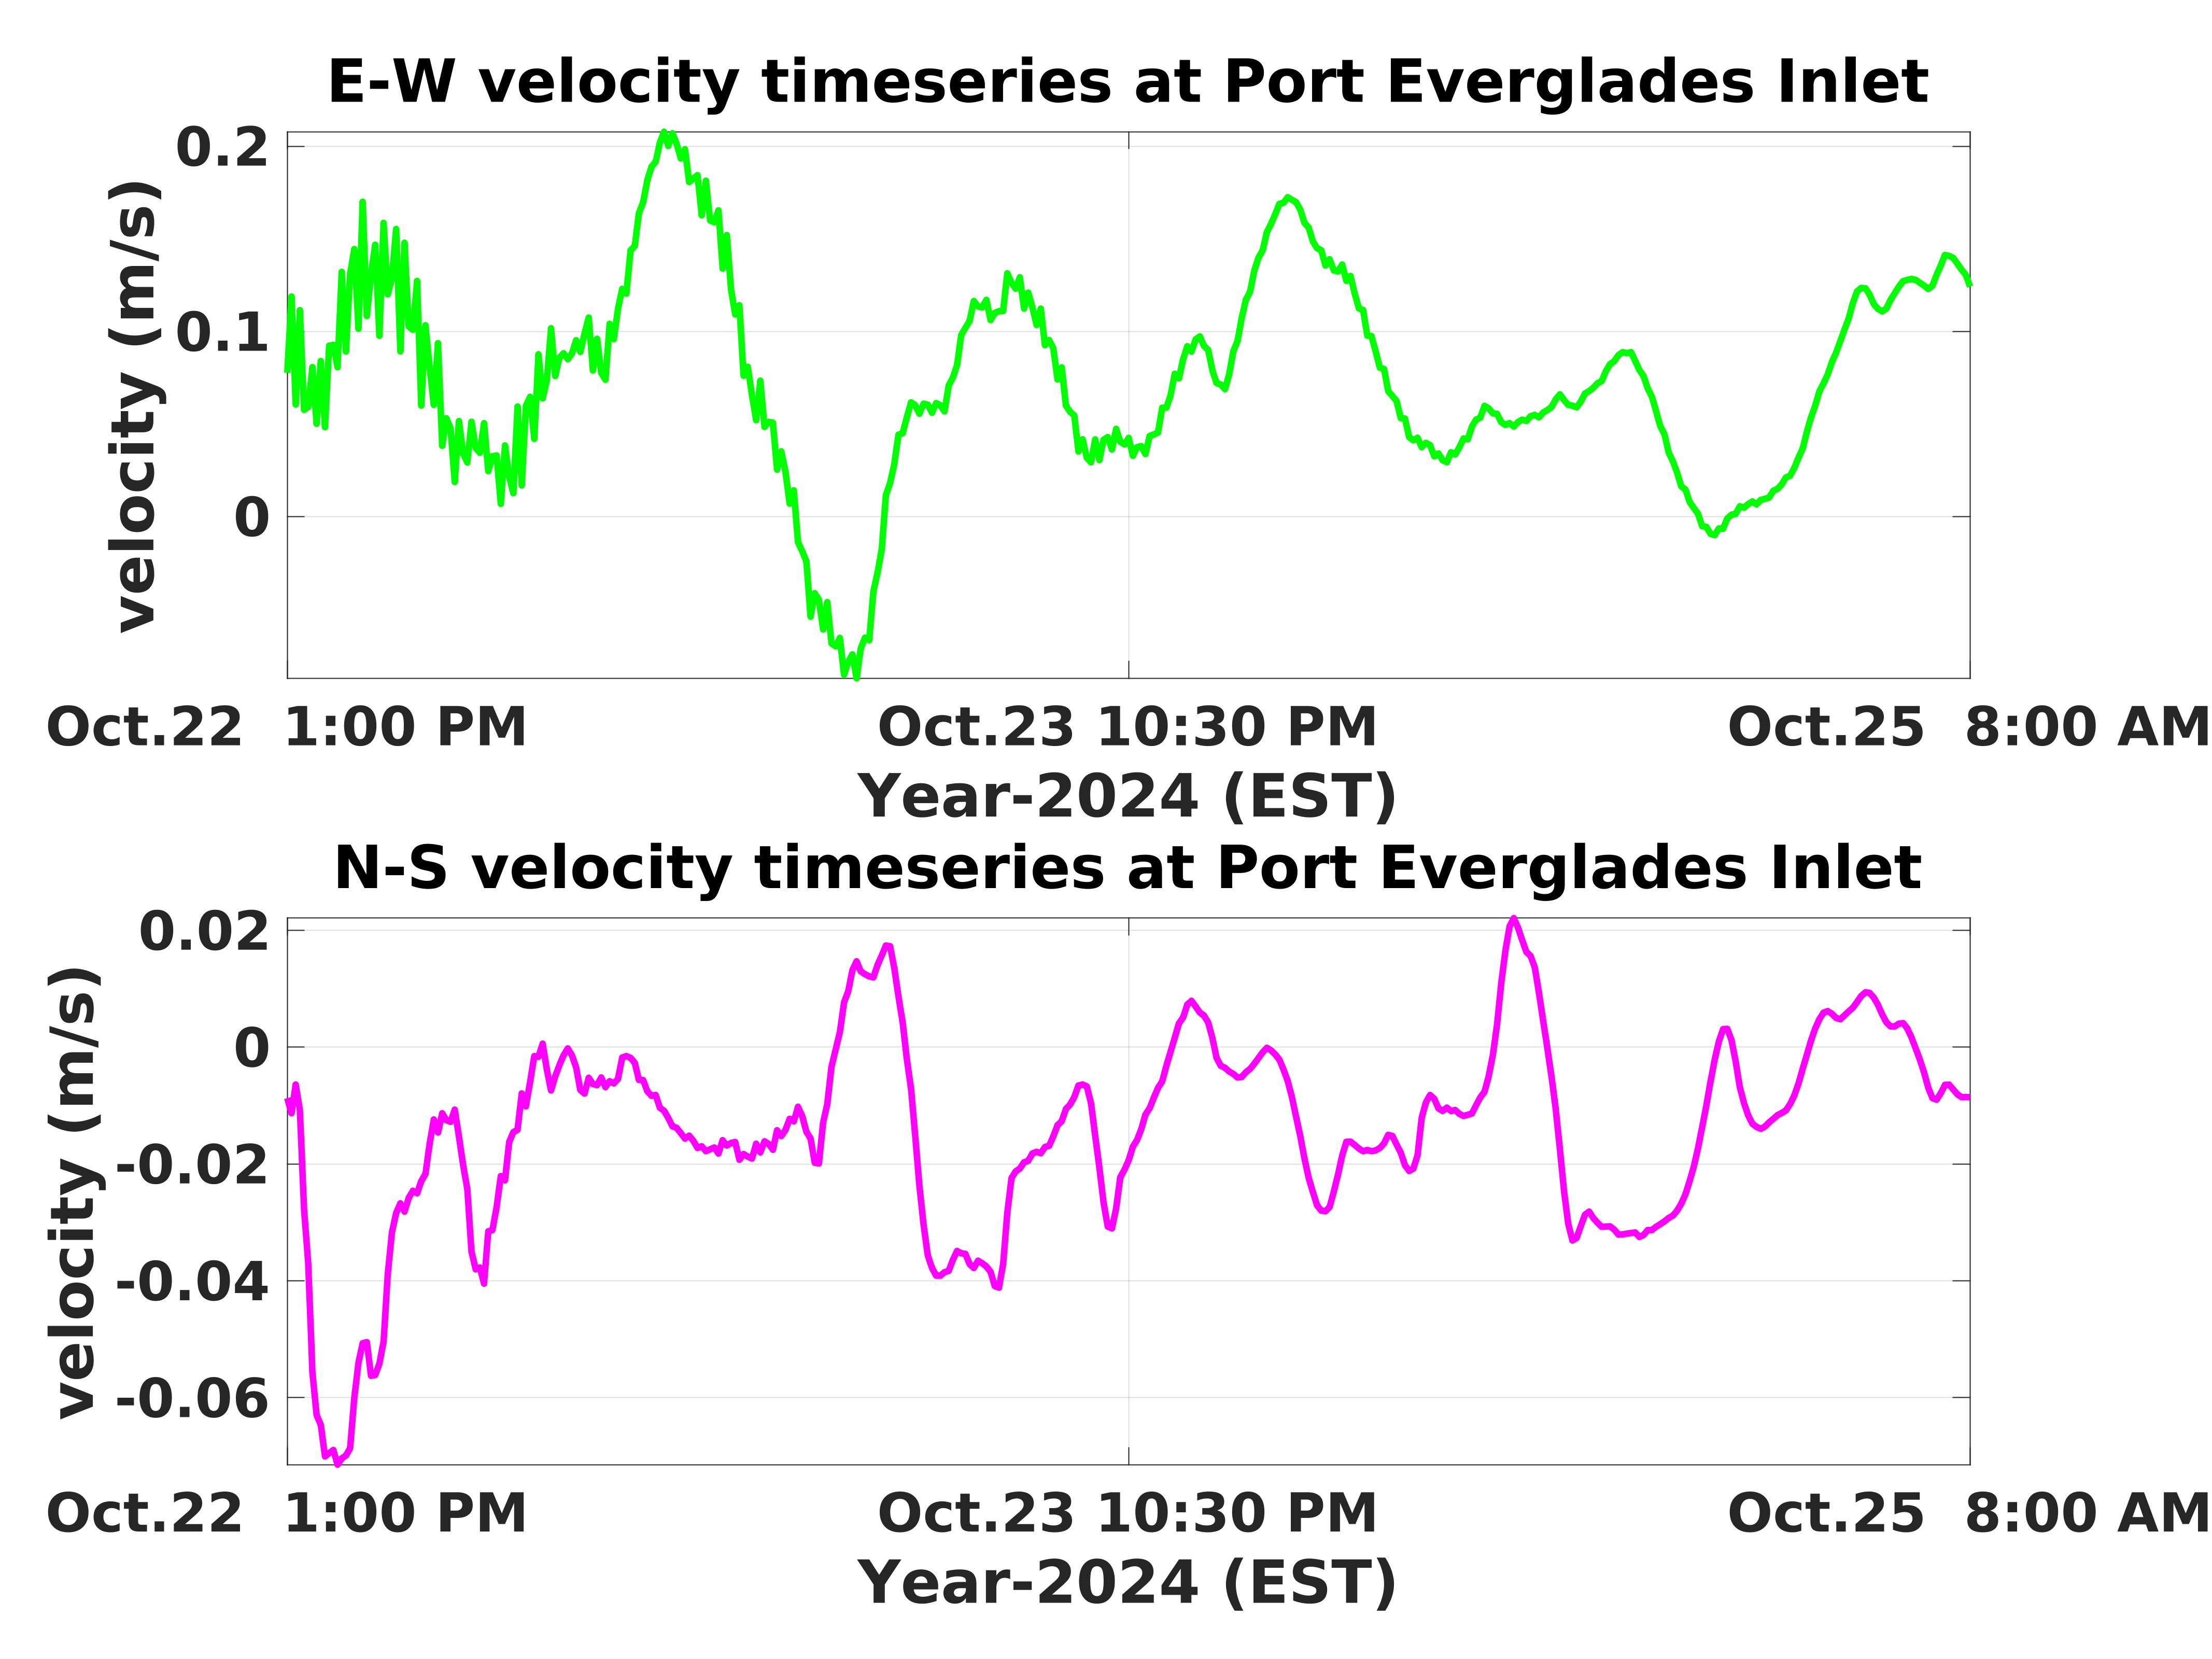 E-W velocity timeseries at Port Everglades Inlet
velocity (m/s)
0.2
0.1
0
Oct.22  1:00 PM
Oct.23 10:30 PM
Oct.25  8:00 AM
Year-2024 (EST)
N-S velocity timeseries at Port Everglades Inlet
velocity (m/s)
0.02
0
-0.02
-0.04
-0.06
Oct.22  1:00 PM
Oct.23 10:30 PM
Oct.25  8:00 AM
Year-2024 (EST)